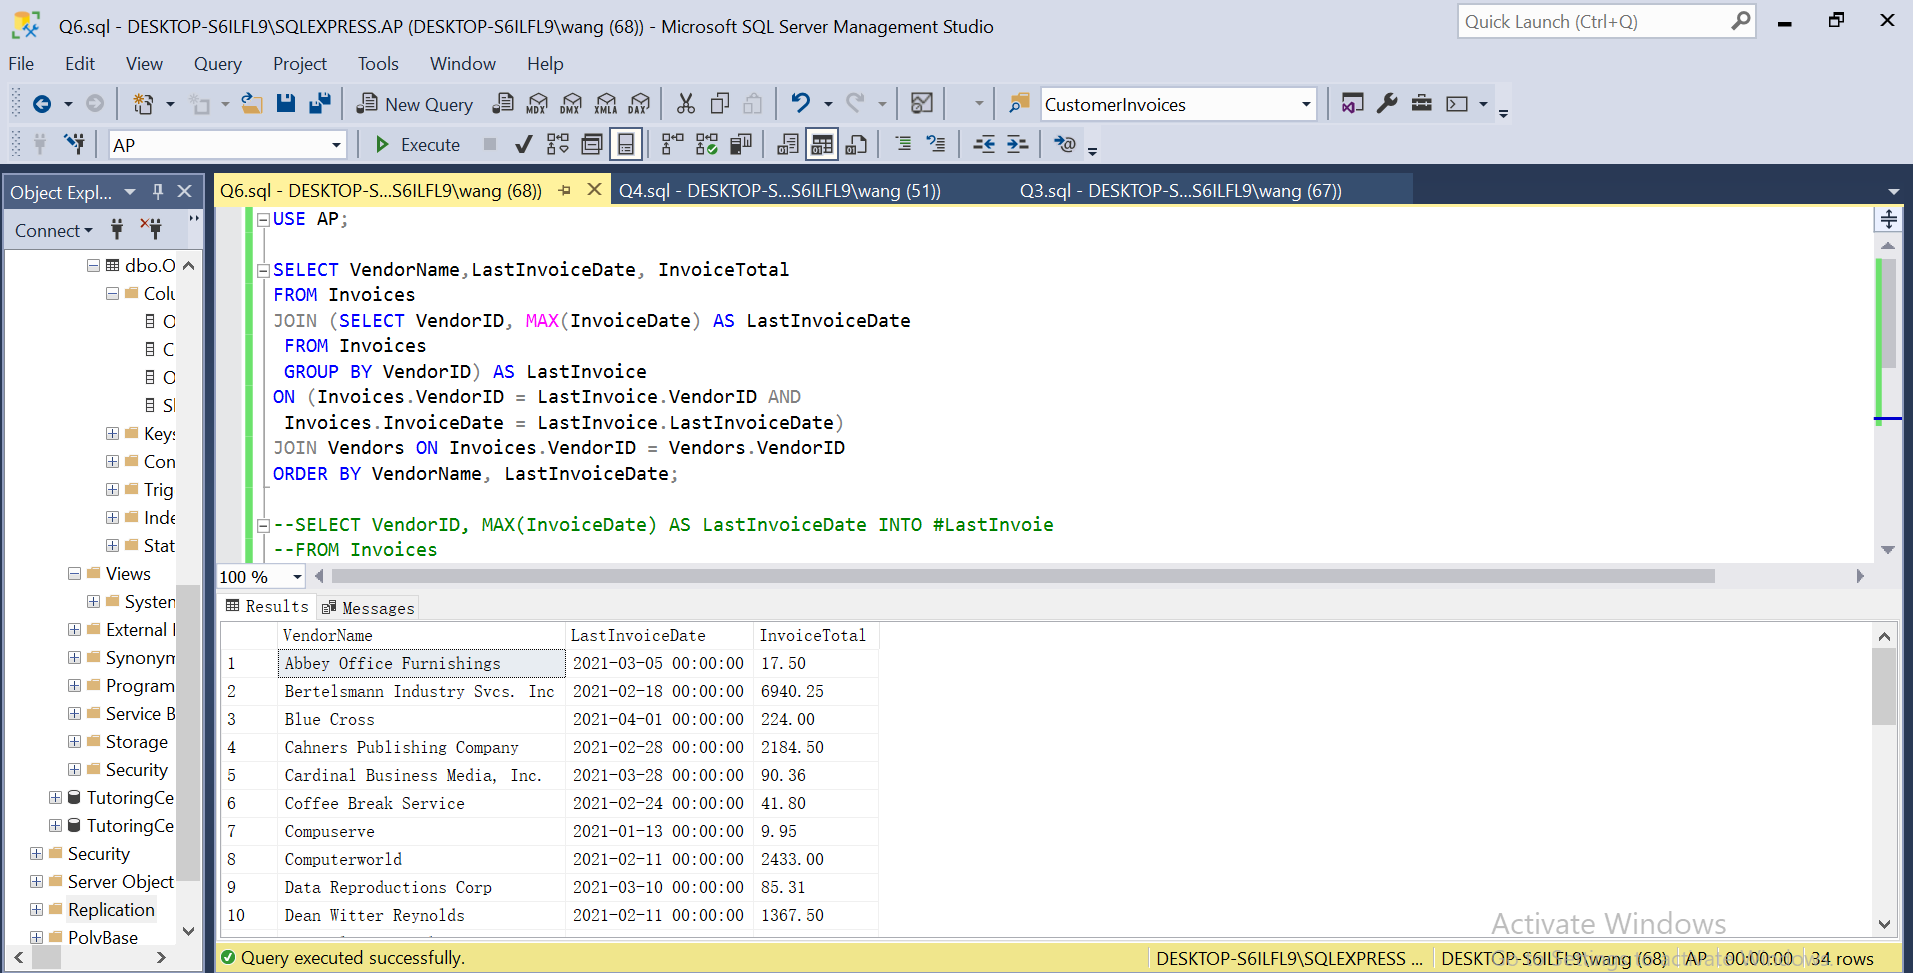 Q6.sql - DESKTOP-S6ILFL9\SQLEXPRESS.AP (DESKTOP-S6ILFL9\wang (68)) - Microsoft SQL Server Management Studio
Quick Launch (Ctrl+Q)
File Edit View Query Project Tools Window Help
New Query MDX DMX XMLA DAX CustomerInvoices
AP Execute
Object Expl...
Q6.sql - DESKTOP-S...S6ILFL9\wang (68)) Q4.sql - DESKTOP-S...S6ILFL9\wang (51)) Q3.sql - DESKTOP-S...S6ILFL9\wang (67))
Connect
dbo.O
Colu
O
C
O
SI
Keys
Con
Trig
Inde
Stat
Views
System
External
Synonym
Program
Service B
Storage
Security
TutoringCe
TutoringCe
Security
Server Object
Replication
PolyBase
USE AP;
SELECT VendorName,LastInvoiceDate, InvoiceTotal
FROM Invoices
JOIN (SELECT VendorID, MAX(InvoiceDate) AS LastInvoiceDate
FROM Invoices
GROUP BY VendorID) AS LastInvoice
ON (Invoices.VendorID = LastInvoice.VendorID AND
Invoices.InvoiceDate = LastInvoice.LastInvoiceDate)
JOIN Vendors ON Invoices.VendorID = Vendors.VendorID
ORDER BY VendorName, LastInvoiceDate;
--SELECT VendorID, MAX(InvoiceDate) AS LastInvoiceDate INTO #LastInvoie
--FROM Invoices
100 %
Results Messages
VendorName LastInvoiceDate InvoiceTotal
1 Abbey Office Furnishings 2021-03-05 00:00:00 17.50
2 Bertelsmann Industry Svcs. Inc 2021-02-18 00:00:00 6940.25
3 Blue Cross 2021-04-01 00:00:00 224.00
4 Cahners Publishing Company 2021-02-28 00:00:00 2184.50
5 Cardinal Business Media, Inc. 2021-03-28 00:00:00 90.36
6 Coffee Break Service 2021-02-24 00:00:00 41.80
7 Compuserve 2021-01-13 00:00:00 9.95
8 Computerworld 2021-02-11 00:00:00 2433.00
9 Data Reproductions Corp 2021-03-10 00:00:00 85.31
10 Dean Witter Reynolds 2021-02-11 00:00:00 1367.50
Activate Windows
Go to Settings to activate Windows.
Query executed successfully. DESKTOP-S6ILFL9\SQLEXPRESS ... DESKTOP-S6ILFL9\wang (68) AP 00:00:00 34 rows